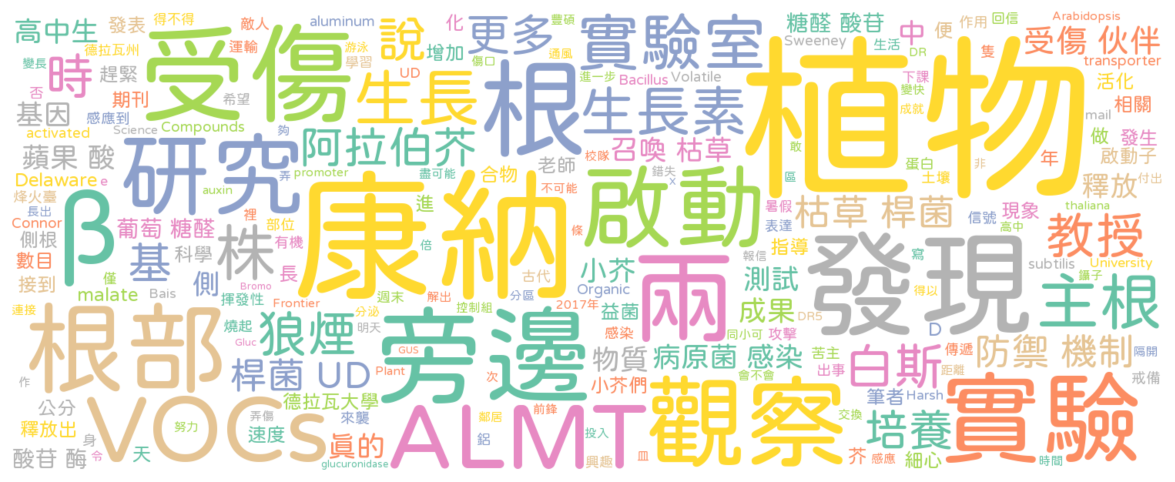 高中生 得不得 發表 敵人 aluminum 豐碩 化 更多 實驗室 糖醛 酸苷 Sweeney 中 便 作用 回信 隻 Arabidopsis
德拉瓦州 受傷 運輸 游泳 說 增加 生活 DR 受傷 伙伴
變長 時 趕緊 學習 傷口 通風 UD 進一步 Bacillus Volatile 下課 變快 transporter
否 期刊 希望 生長 根 生長素 植物 成就 活化 相關
基因 感應到 Science Compounds 敢 mail 做 發生
activated 夠 阿拉伯芥 老師 校隊 召喚 枯草 蛋白 年 啟動子
蘋果 酸 研究 弄 promoter 盡可能 錯失 x 區 土壤 非
Delaware e auxin 合物 不可能 啟動 暑假 表達 釋放 付出
烽火臺 長出 β 康納 條 枯草 桿菌 信號 高中 現象 thaliana
Connor 側根 葡萄 糖醛 裡 部位 進 倍 報信 指導 寫 教授
數目 科學 株 有機 兩 發現 subtilis University
接到 Bais 基 側 長 小芥 測試 鑷子
僅 揮發性 古代 Organic 得以
連接 malate Bromo Frontier 週末 解出 2017年 益菌 成果 D 主根
根部 燒起 分泌 控制組 分區 感染 DR5
狼煙 明天 旁邊 同小可 攻擊 傳遞 隔開
Gluc GUS 物質 病原菌 感染 苦主 白斯 防禦 機制
作 桿菌 UD Plant 次 小芥們 會不會 出事 距離 戒備
公分 VOCs 弄傷 德拉瓦大學 來襲 鄰居 前鋒 ALMT 觀察 筆者 Harsh 實驗
釋放出 身 努力 速度 鋁 投入 交換 培養
酸苷 酶 令 天 glucuronidase 真的 興趣 皿 芥 感應 細心 時間